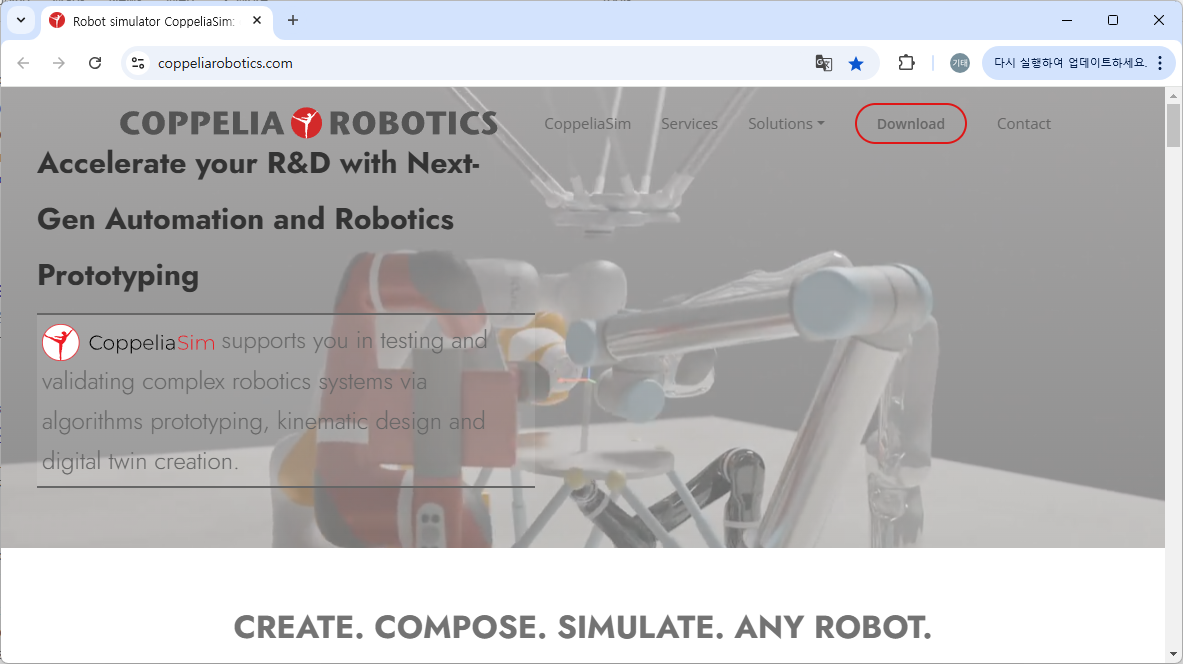 Robot simulator CoppeliaSim:
coppeliarobotics.com
기태
다시 실행하여 업데이트하세요.
COPPELIA ROBOTICS
CoppeliaSim Services Solutions Download Contact
Accelerate your R&D with Next-
Gen Automation and Robotics
Prototyping
CoppeliaSim supports you in testing and
validating complex robotics systems via
algorithms prototyping, kinematic design and
digital twin creation.
CREATE. COMPOSE. SIMULATE. ANY ROBOT.